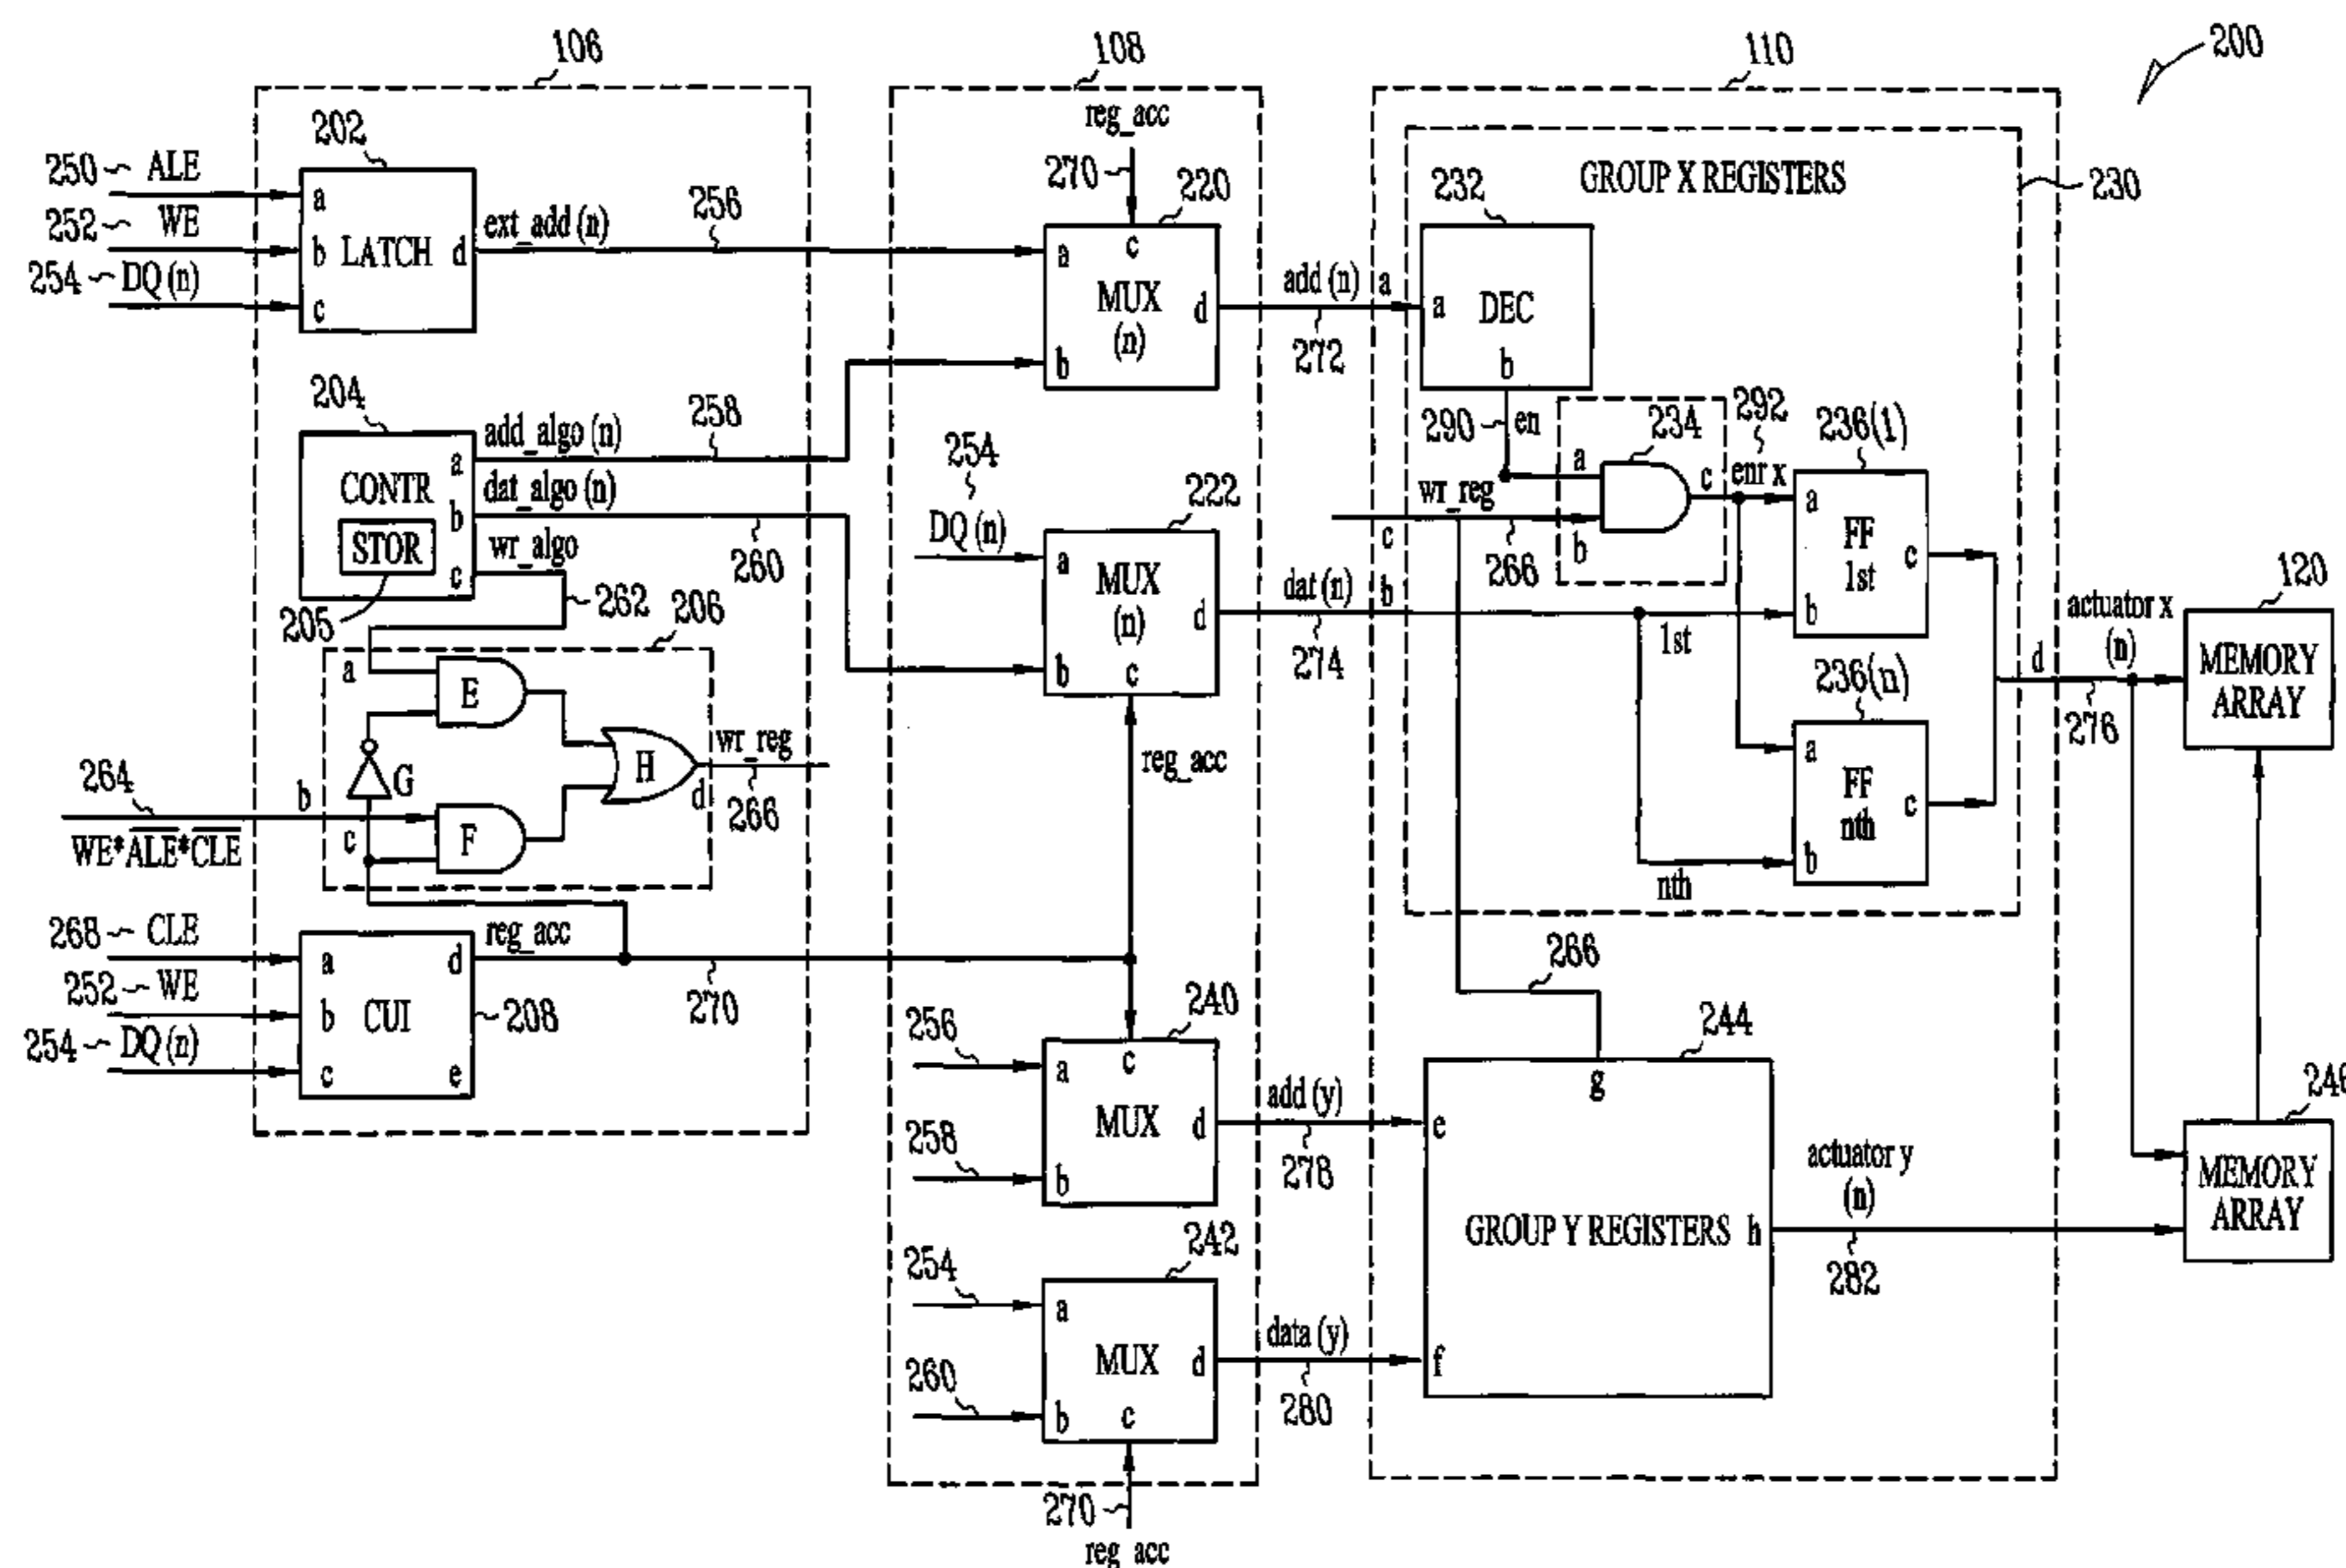 106
108
110
200
202
250 ALE
252 WE
254 DQ (n)
a
b LATCH d
c
ext_add (n)
256
reg_acc
270
220
a
c
MUX
(n)
b
d
add (n)
272
a
GROUP X REGISTERS
230
232
a DEC
b
290
en
234
a
b
c
292
enr x
236(1)
a
FF
1st
b
c
204
CONTR
STOR
205
a
b
c
add_algo (n)
258
dat_algo (n)
260
wr_algo
262
206
254
DQ (n)
222
a
MUX
(n)
b
c
d
dat (n)
274
b
wr_reg
c
266
1st
nth
236(n)
a
FF
nth
b
c
d
actuator x
(n)
276
120
MEMORY
ARRAY
a
E
G
F
H
b
c
d
wr_reg
266
264
WE*ALE*CLE
reg_acc
268 CLE
252 WE
254 DQ (n)
a
b CUI
c
d
e
208
reg_acc
270
240
256
258
a
c
MUX
b
d
add (y)
278
242
254
260
a
MUX
b
c
d
data (y)
280
270
reg_acc
266
244
g
e
f
GROUP Y REGISTERS h
actuator y
(n)
282
246
MEMORY
ARRAY